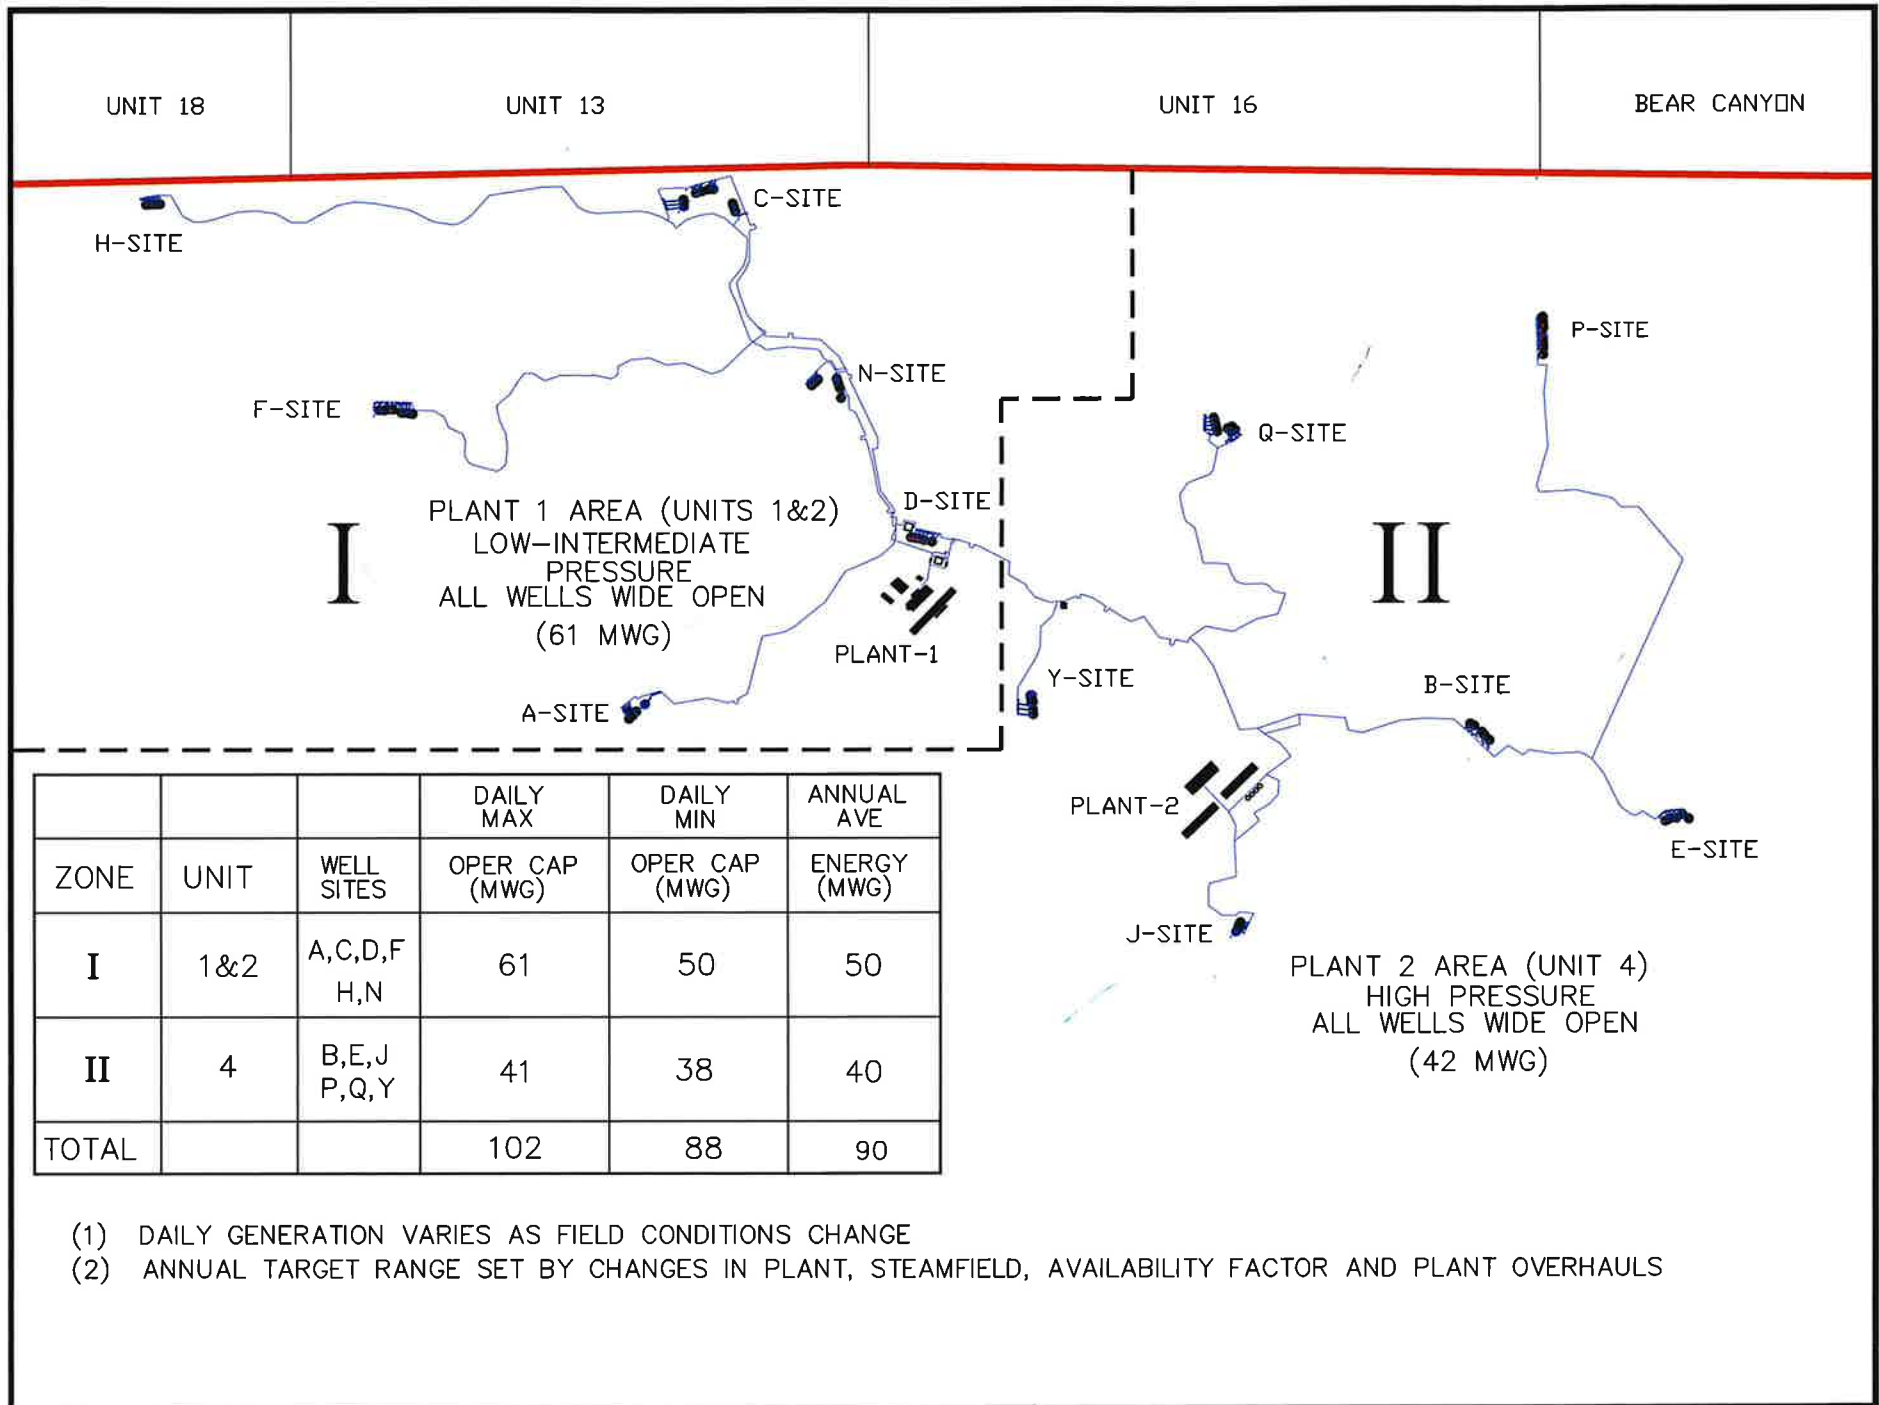 UNIT 18
UNIT 13
UNIT 16
BEAR CANYON
C-SITE
H-SITE
P-SITE
N-SITE
F-SITE
Q-SITE
D-SITE
I
PLANT 1 AREA (UNITS 1&2)
LOW-INTERMEDIATE
PRESSURE
ALL WELLS WIDE OPEN
(61 MWG)
II
PLANT-1
Y-SITE
B-SITE
A-SITE
PLANT-2
E-SITE
J-SITE
PLANT 2 AREA (UNIT 4)
HIGH PRESSURE
ALL WELLS WIDE OPEN
(42 MWG)
DAILY
MAX
DAILY
MIN
ANNUAL
AVE
ZONE
UNIT
WELL
SITES
OPER CAP
(MWG)
OPER CAP
(MWG)
ENERGY
(MWG)
I
1&2
A,C,D,F
H,N
61
50
50
II
4
B,E,J
P,Q,Y
41
38
40
TOTAL
102
88
90
(1) DAILY GENERATION VARIES AS FIELD CONDITIONS CHANGE
(2) ANNUAL TARGET RANGE SET BY CHANGES IN PLANT, STEAMFIELD, AVAILABILITY FACTOR AND PLANT OVERHAULS